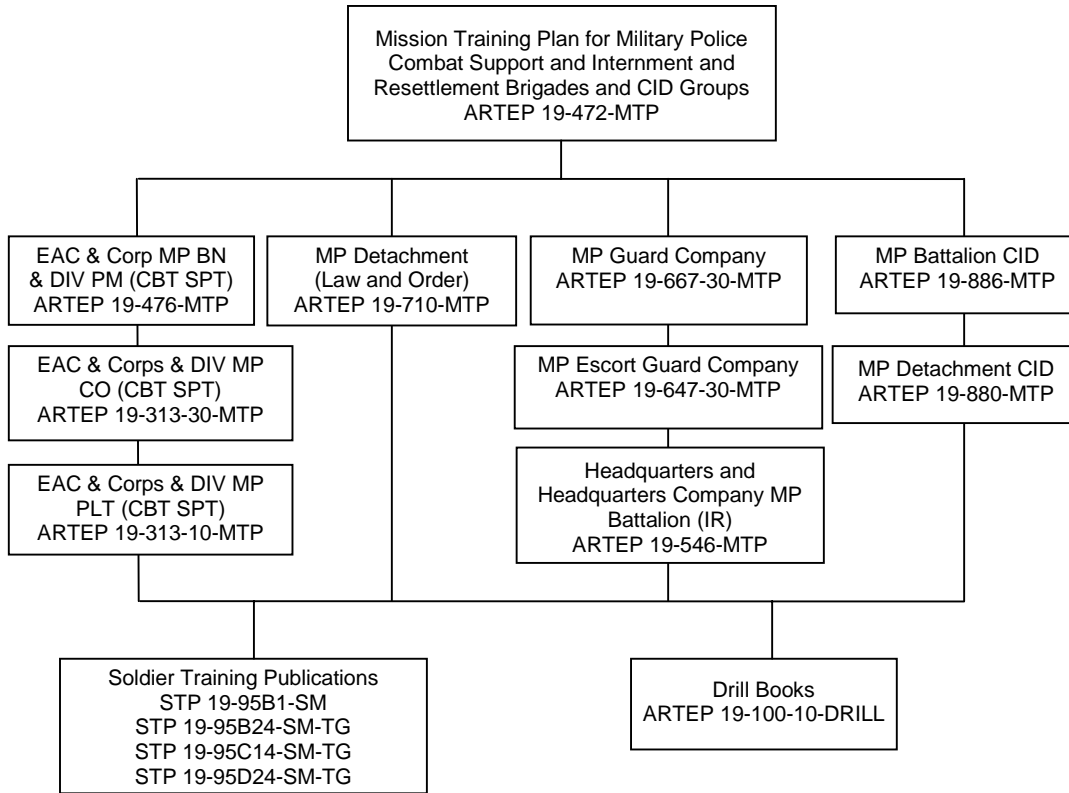 Mission Training Plan for Military Police
Combat Support and Internment and
Resettlement Brigades and CID Groups
ARTEP 19-472-MTP
EAC & Corp MP BN
& DIV PM (CBT SPT)
ARTEP 19-476-MTP
MP Detachment
(Law and Order)
ARTEP 19-710-MTP
MP Guard Company
ARTEP 19-667-30-MTP
MP Battalion CID
ARTEP 19-886-MTP
EAC & Corps & DIV MP
CO (CBT SPT)
ARTEP 19-313-30-MTP
MP Escort Guard Company
ARTEP 19-647-30-MTP
MP Detachment CID
ARTEP 19-880-MTP
EAC & Corps & DIV MP
PLT (CBT SPT)
ARTEP 19-313-10-MTP
Headquarters and
Headquarters Company MP
Battalion (IR)
ARTEP 19-546-MTP
Soldier Training Publications
STP 19-95B1-SM
STP 19-95B24-SM-TG
STP 19-95C14-SM-TG
STP 19-95D24-SM-TG
Drill Books
ARTEP 19-100-10-DRILL